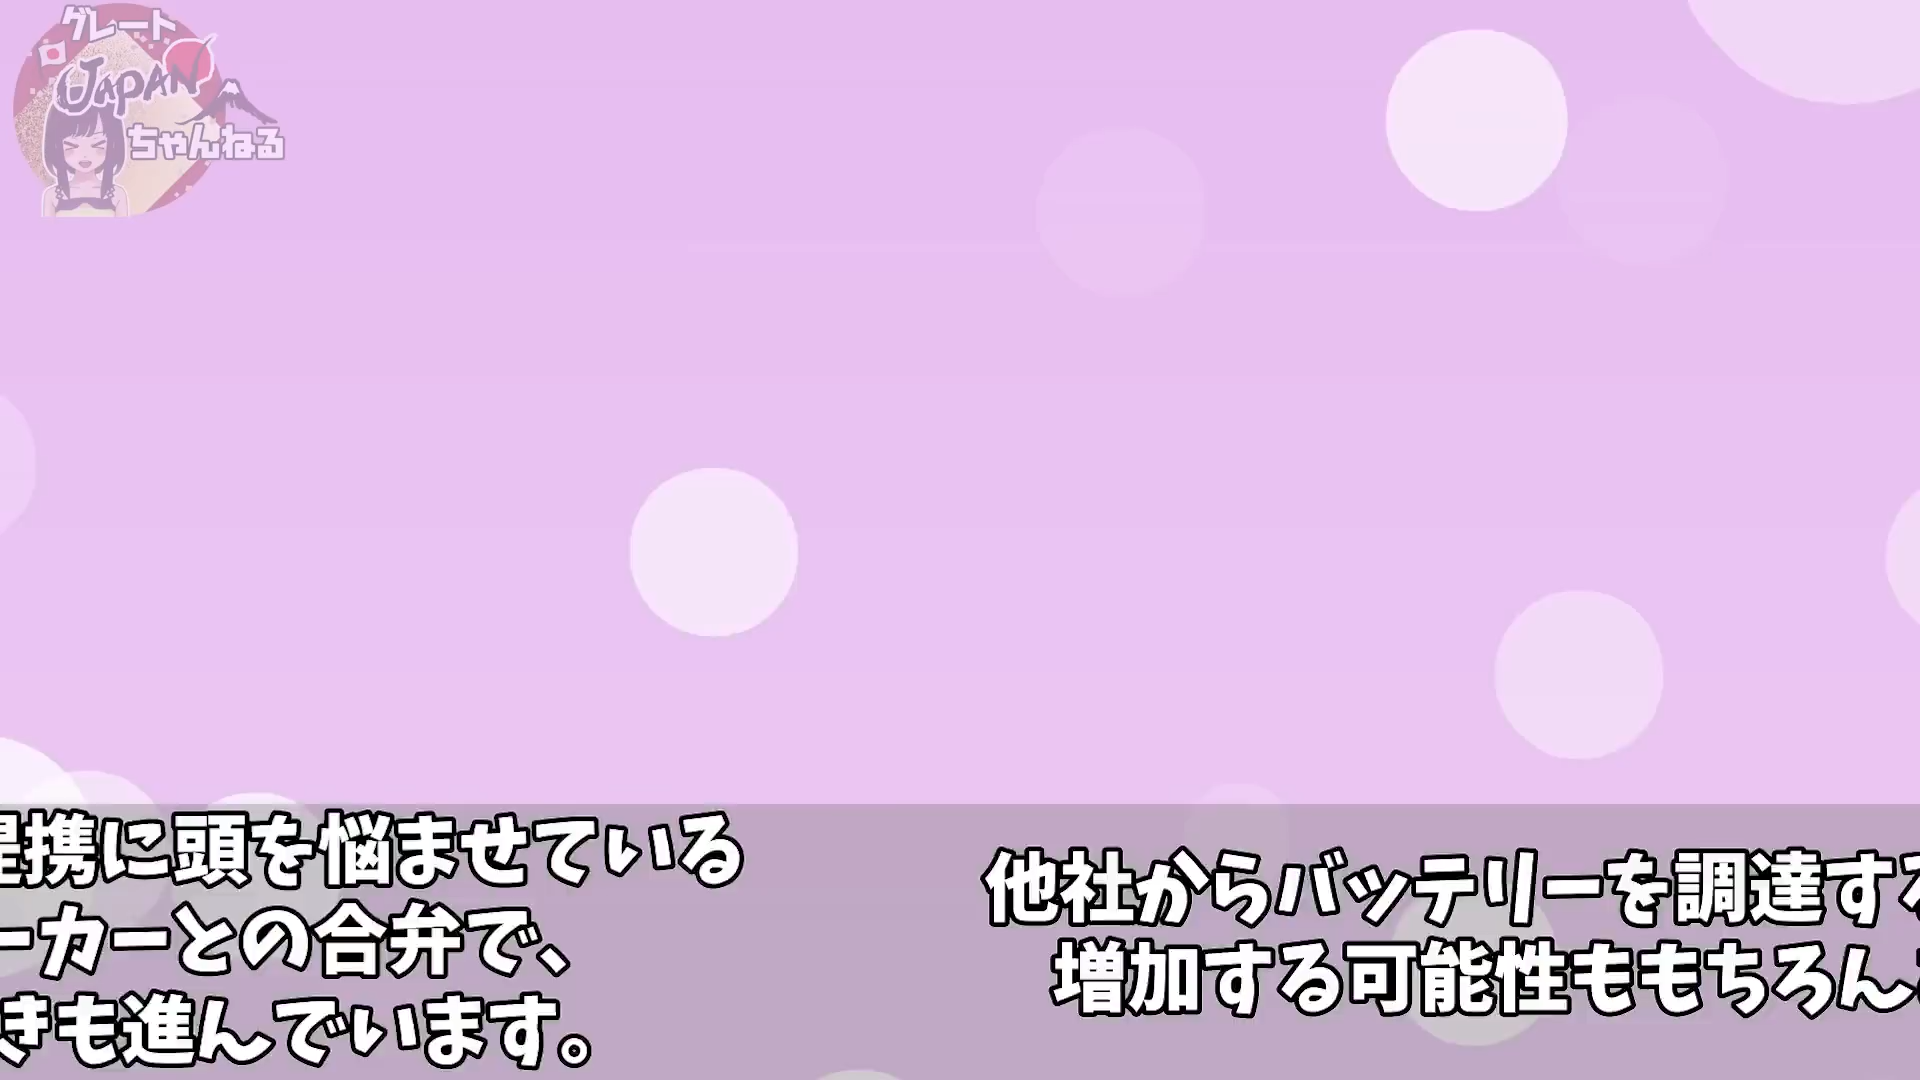 グレート
JAPAN
ちゃんねる
携に頭を悩ませている
ーカーとの合弁で、
きも進んでいます。
他社からバッテリーを調達する
増加する可能性ももちろん